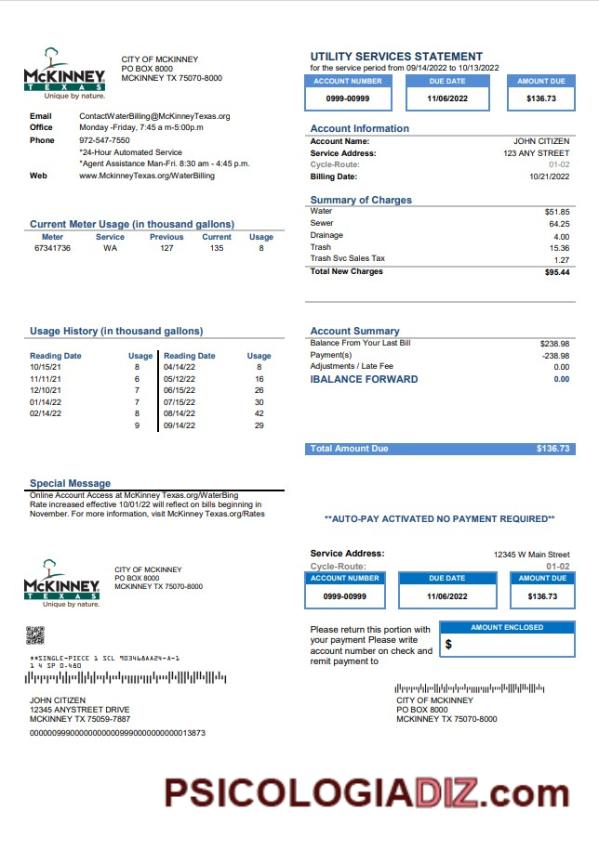 McKINNEY
TEXAS
Unique by nature.
CITY OF MCKINNEY
PO BOX 8000
MCKINNEY TX 75070-8000
Email ContactWaterBilling@McKinneyTexas.org
Office Monday -Friday, 7:45 a m-5:00p.m
Phone 972-547-7550
*24-Hour Automated Service
*Agent Assistance Man-Fri. 8:30 am - 4:45 p.m.
Web www.McKinneyTexas.org/WaterBilling
UTILITY SERVICES STATEMENT
for the service period from 09/14/2022 to 10/13/2022
ACCOUNT NUMBER DUE DATE AMOUNT DUE
0999-00999 11/06/2022 $136.73
Account Information
Account Name: JOHN CITIZEN
Service Address: 123 ANY STREET
Cycle-Route: 01-02
Billing Date: 10/21/2022
Summary of Charges
Water $51.85
Sewer 64.25
Drainage 4.00
Trash 15.36
Trash Svc Sales Tax 1.27
Total New Charges $95.44
Current Meter Usage (in thousand gallons)
Meter Service Previous Current Usage
67341736 WA 127 135 8
Usage History (in thousand gallons)
Reading Date Usage Reading Date Usage
10/15/21 8 04/14/22 8
11/11/21 6 05/12/22 16
12/10/21 7 06/15/22 26
01/14/22 7 07/15/22 30
02/14/22 8 08/14/22 42
9 09/14/22 29
Account Summary
Balance From Your Last Bill $238.98
Payment(s) -238.98
Adjustments / Late Fee 0.00
IBALANCE FORWARD 0.00
Total Amount Due $136.73
Special Message
Online Account Access at McKinney Texas.org/WaterBing
Rate increased effective 10/01/22 will reflect on bills beginning in
November. For more information, visit McKinney Texas.org/Rates
**AUTO-PAY ACTIVATED NO PAYMENT REQUIRED**
McKINNEY
TEXAS
Unique by nature.
CITY OF MCKINNEY
PO BOX 8000
MCKINNEY TX 75070-8000
Service Address: 12345 W Main Street
Cycle-Route: 01-02
ACCOUNT NUMBER DUE DATE AMOUNT DUE
0999-00999 11/06/2022 $136.73
Please return this portion with
your payment Please write
account number on check and
remit payment to
AMOUNT ENCLOSED
$
**SINGLE-PIECE 1 SCL 903468AA24-A-1
1 4 SP 0.480
JOHN CITIZEN
12345 ANYSTREET DRIVE
MCKINNEY TX 75059-7887
CITY OF MCKINNEY
PO BOX 8000
MCKINNEY TX 75070-8000
PSICOLOGIADIZ.com